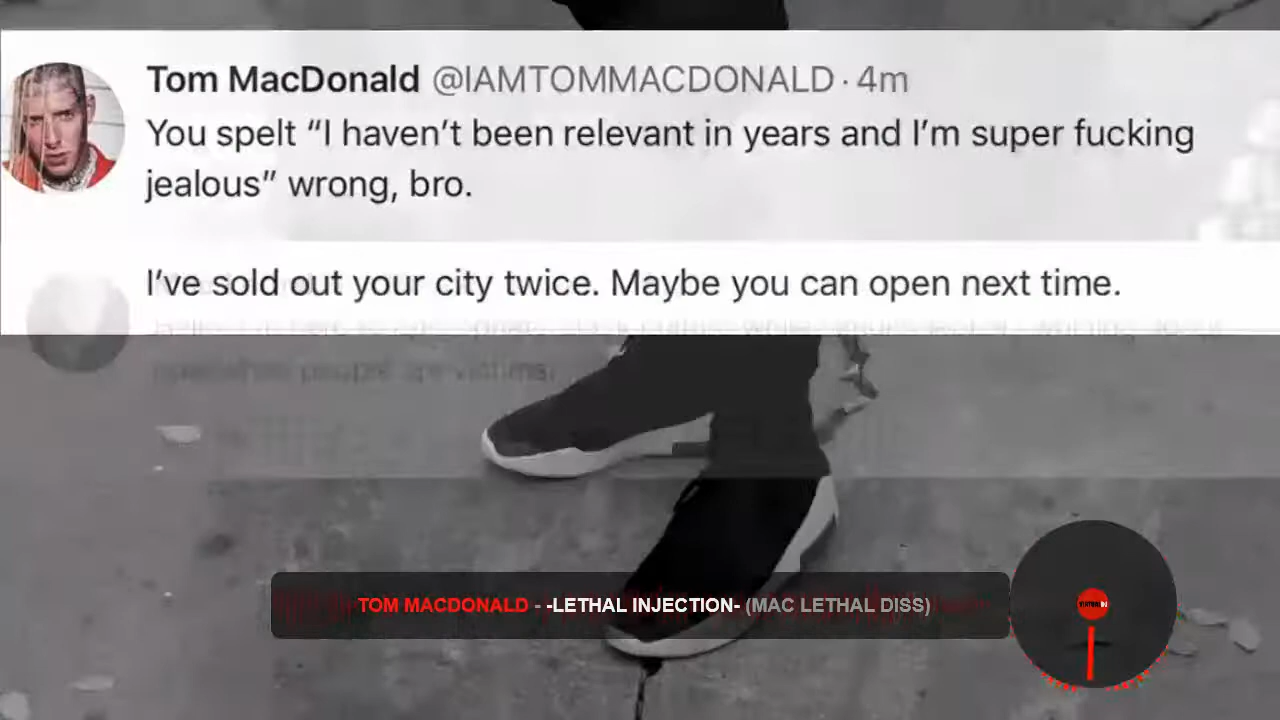 Tom MacDonald @IAMTOMMACDONALD · 4m
You spelt “I haven’t been relevant in years and I’m super fucking
jealous” wrong, bro.
I’ve sold out your city twice. Maybe you can open next time.
TOM MACDONALD - -LETHAL INJECTION- (MAC LETHAL DISS)